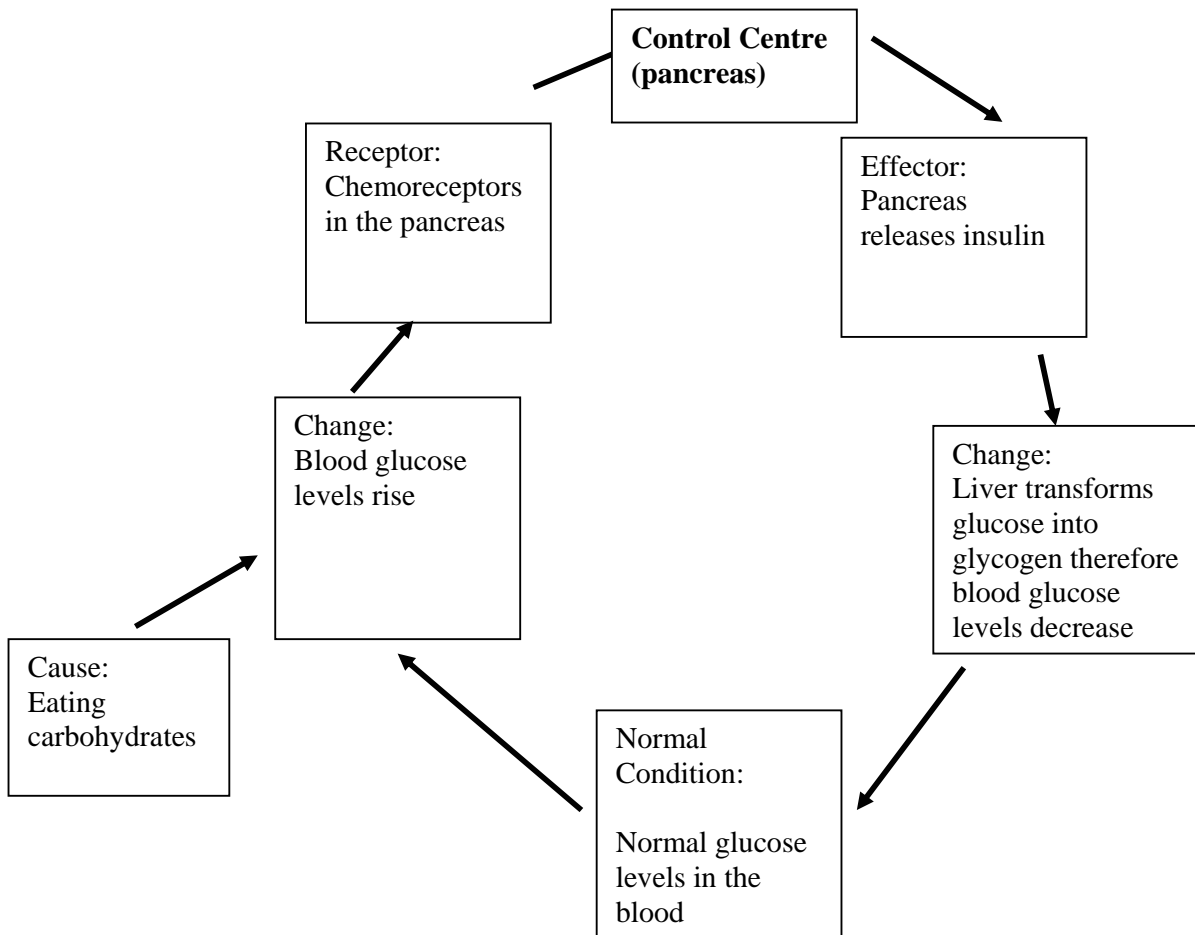 Control Centre
(pancreas)
Receptor:
Chemoreceptors
in the pancreas
Effector:
Pancreas
releases insulin
Change:
Blood glucose
levels rise
Change:
Liver transforms
glucose into
glycogen therefore
blood glucose
levels decrease
Cause:
Eating
carbohydrates
Normal
Condition:
Normal glucose
levels in the
blood